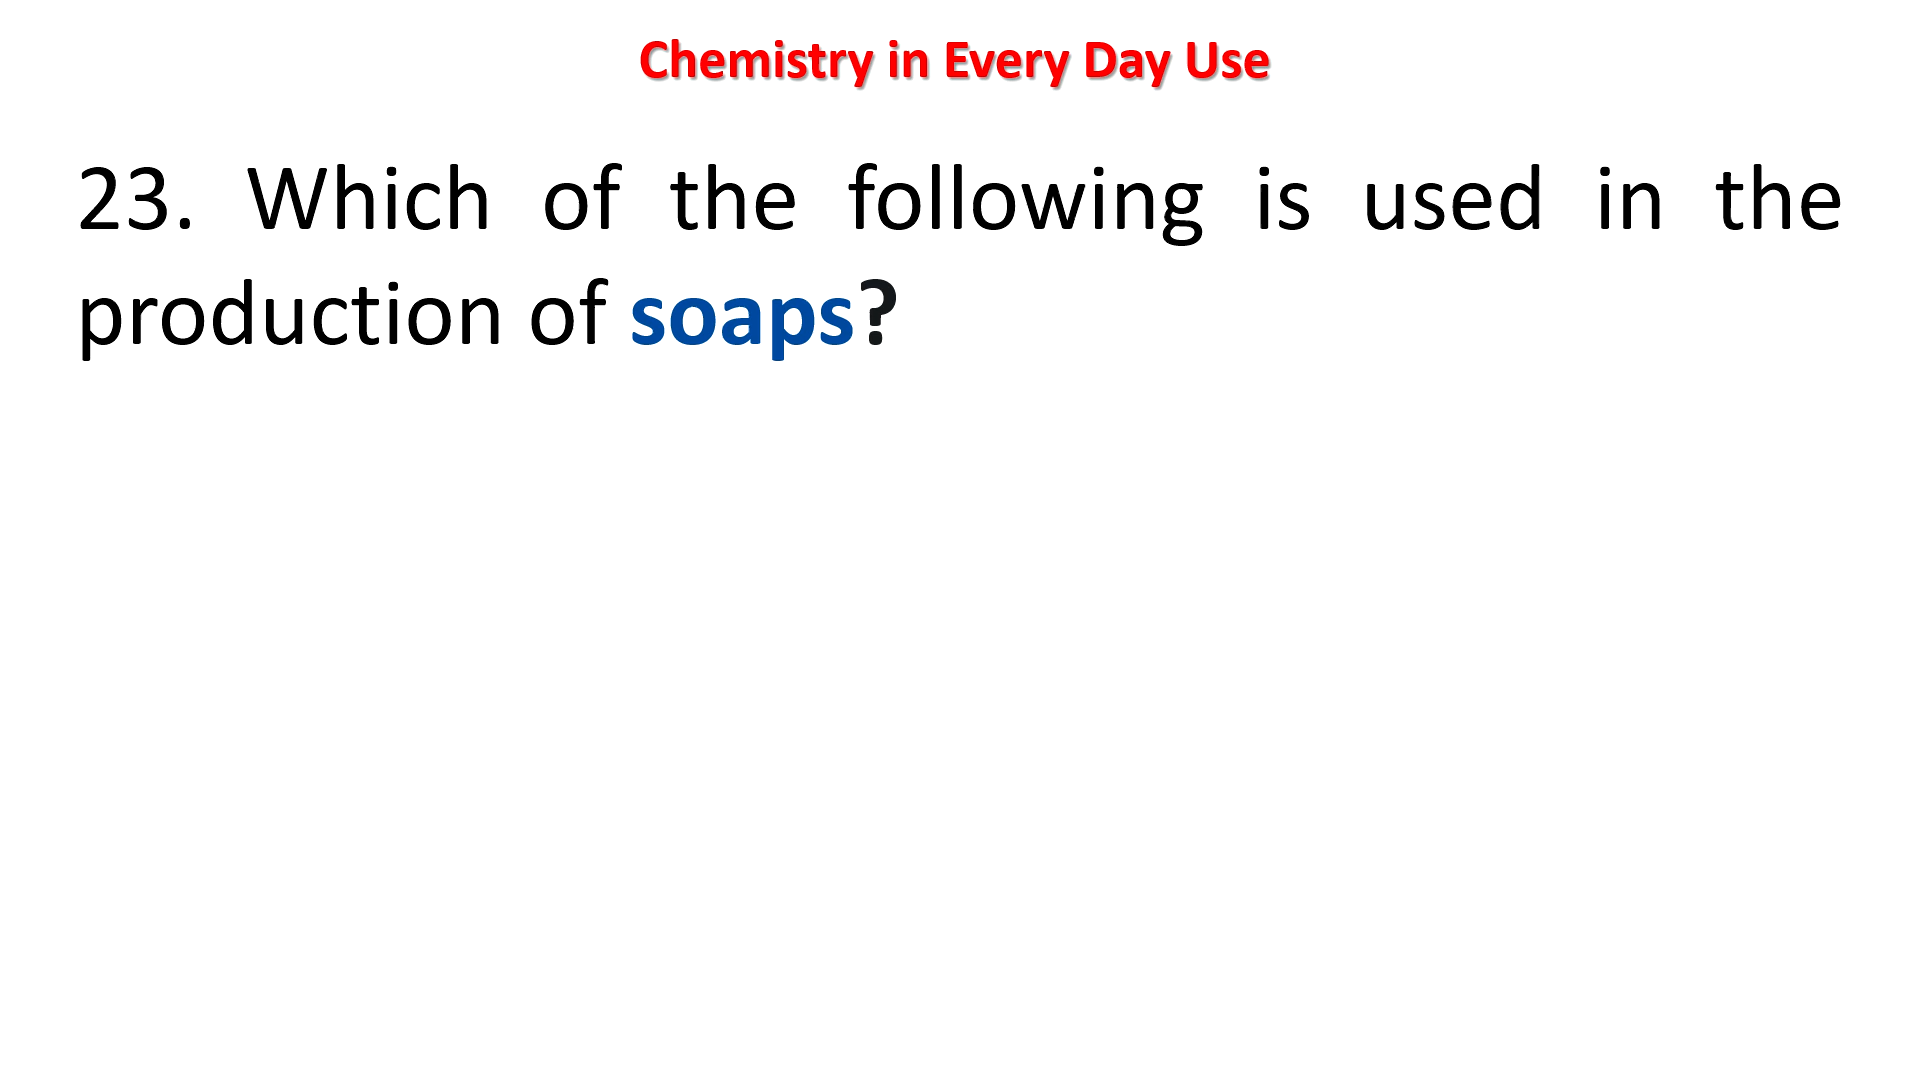 Chemistry in Every Day Use
23. Which of the following is used in the
production of soaps?